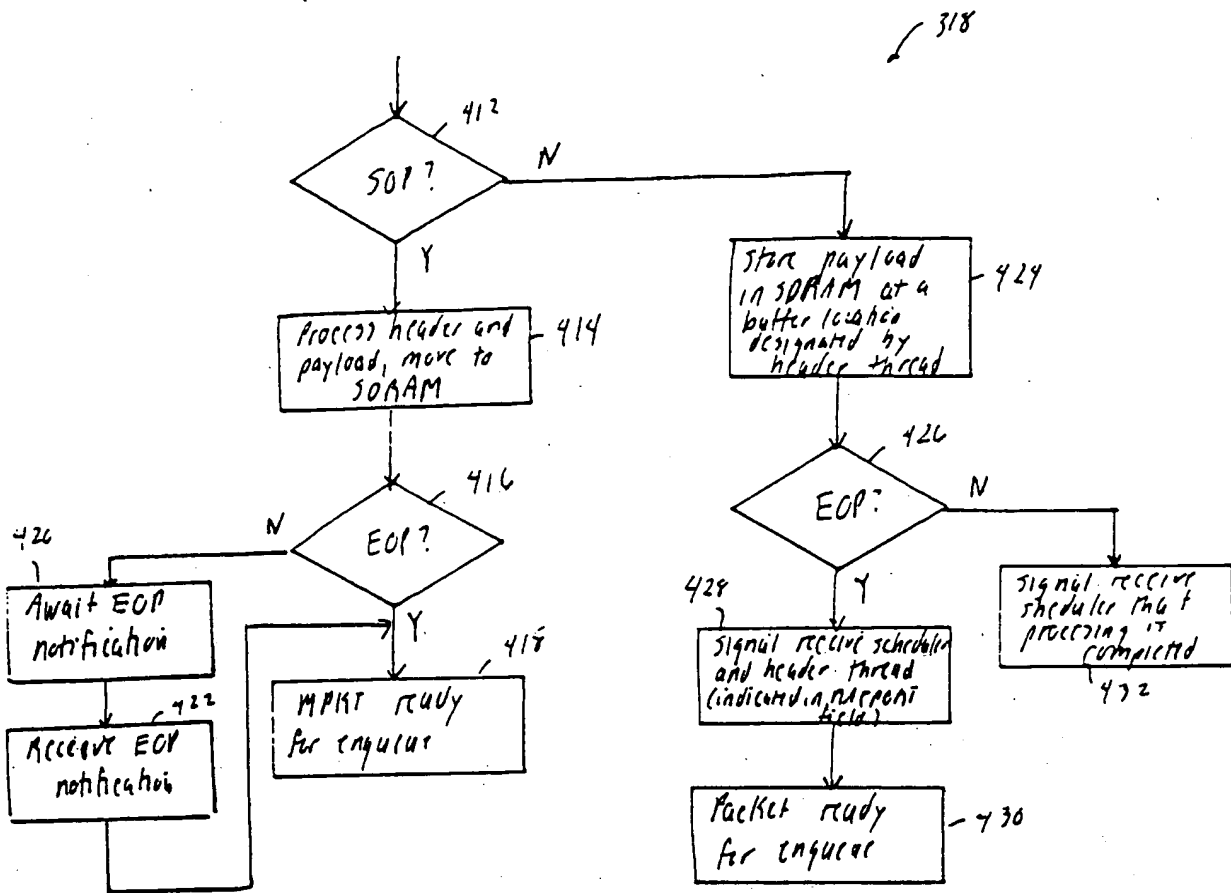 318
412
SOP?
N
Y
Process header and
payload, move to
SDRAM
414
416
EOP?
N
Y
420
Await EOP
notification
422
Receive EOP
notification
418
MPKT ready
for enqueue
Store payload
in SDRAM at a
buffer location
designated by
header thread
424
426
EOP?
N
Y
428
Signal receive scheduler
and header thread
(indicated in
field)
Signal receive
sheduler that
processing is
completed
432
Packet ready
for enqueue
430